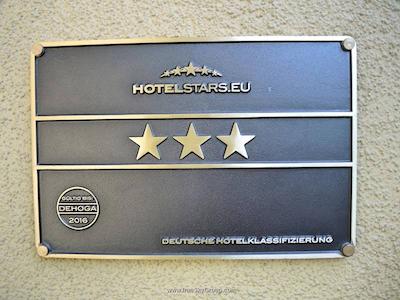 HOTELSTARS.EU
GÜLTIG BIS:
DEHOGA
2016
DEUTSCHE HOTELKLASSIFIZIERUNG